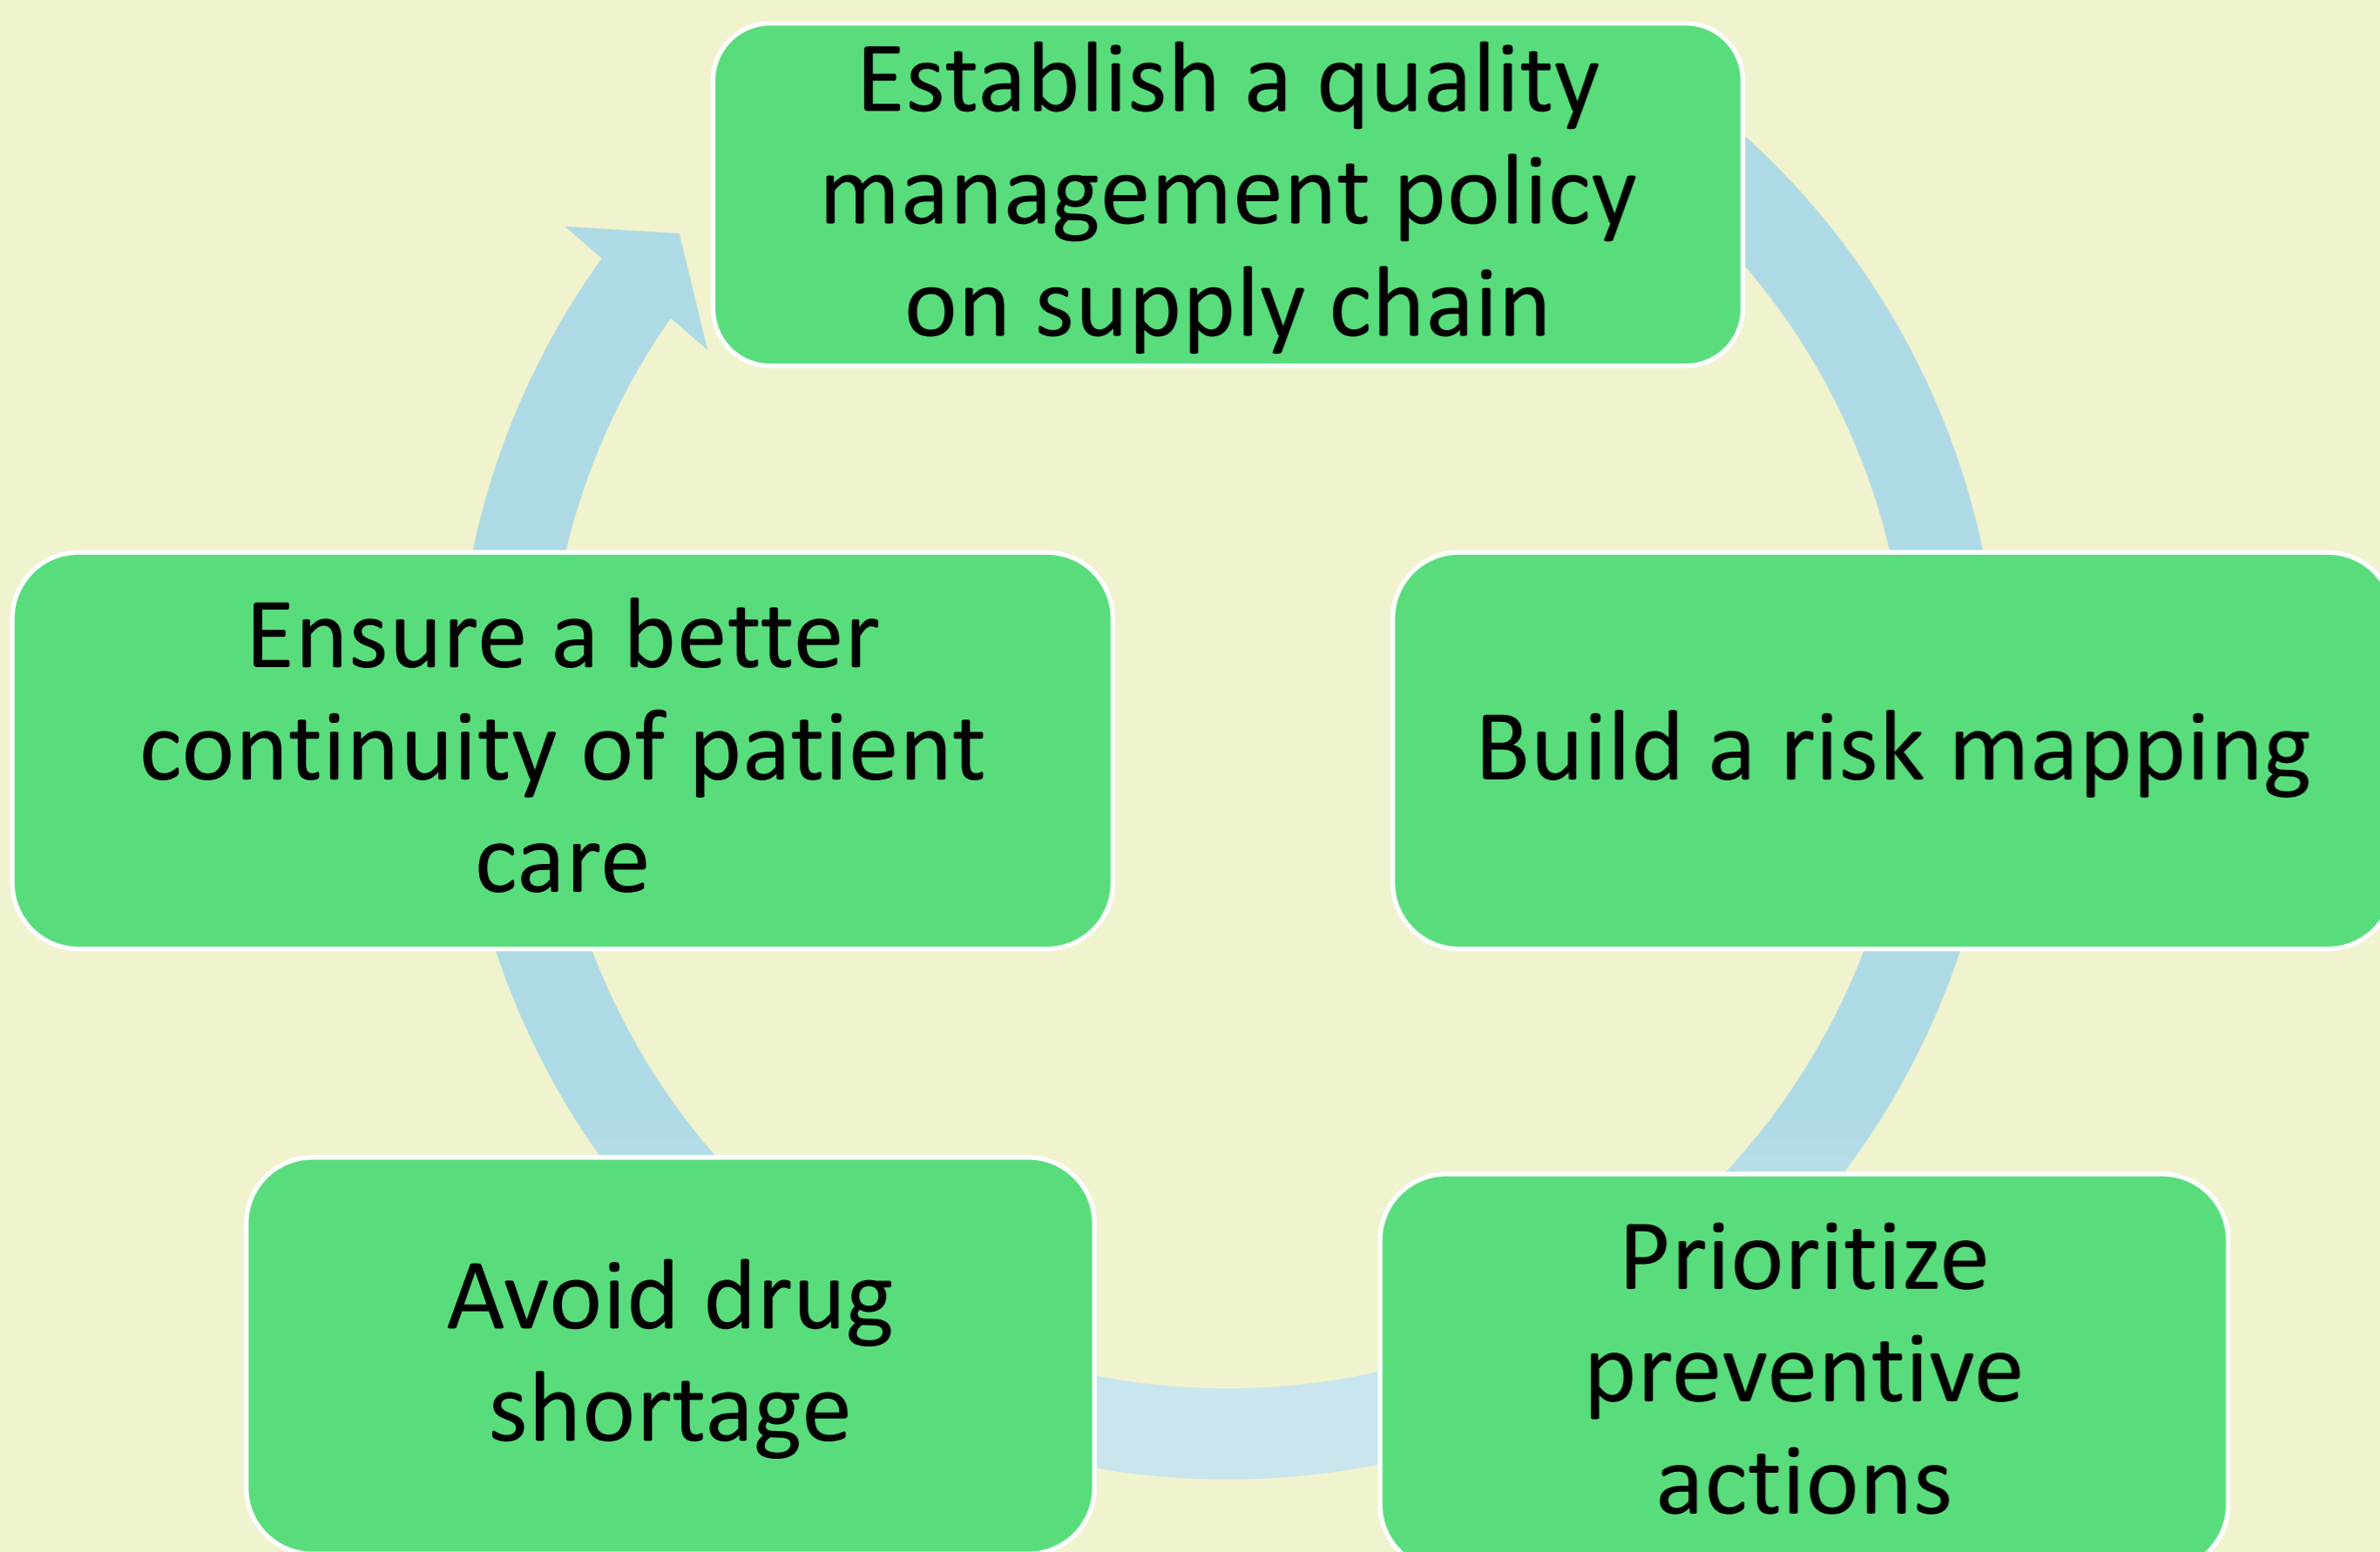 Establish a quality
management policy
on supply chain
Build a risk mapping
Prioritize
preventive
actions
Avoid drug
shortage
Ensure a better
continuity of patient
care